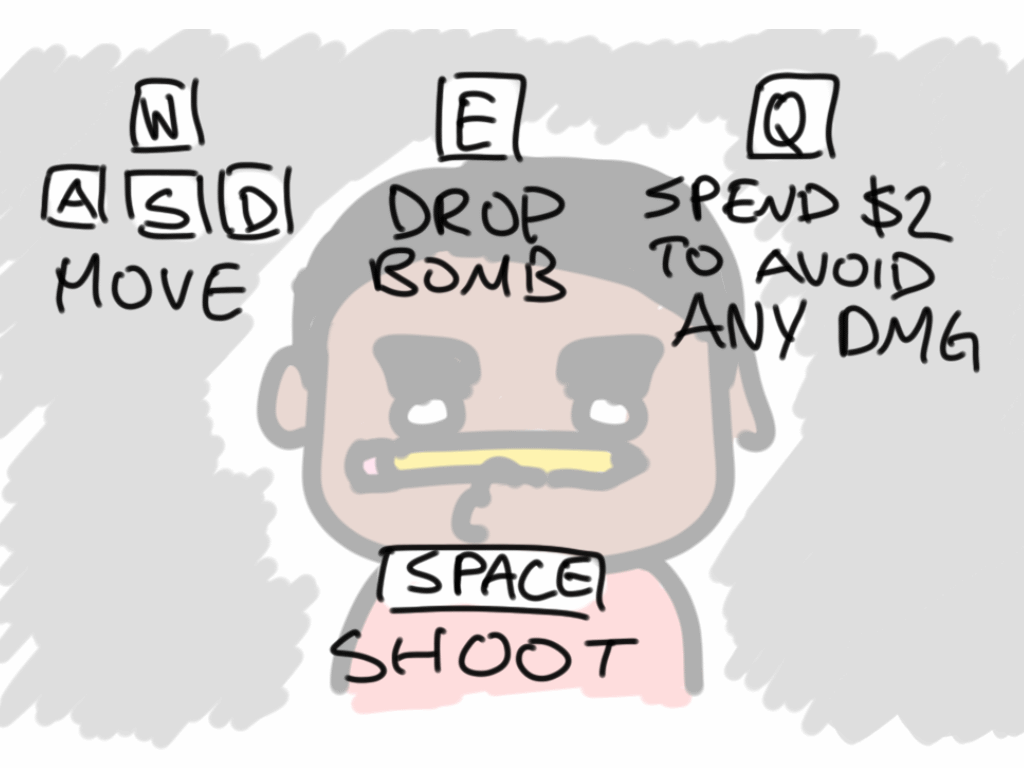 W
A S D
MOVE
E
DROP
BOMB
Q
SPEND $2
TO AVOID
ANY DMG
SPACE
SHOOT